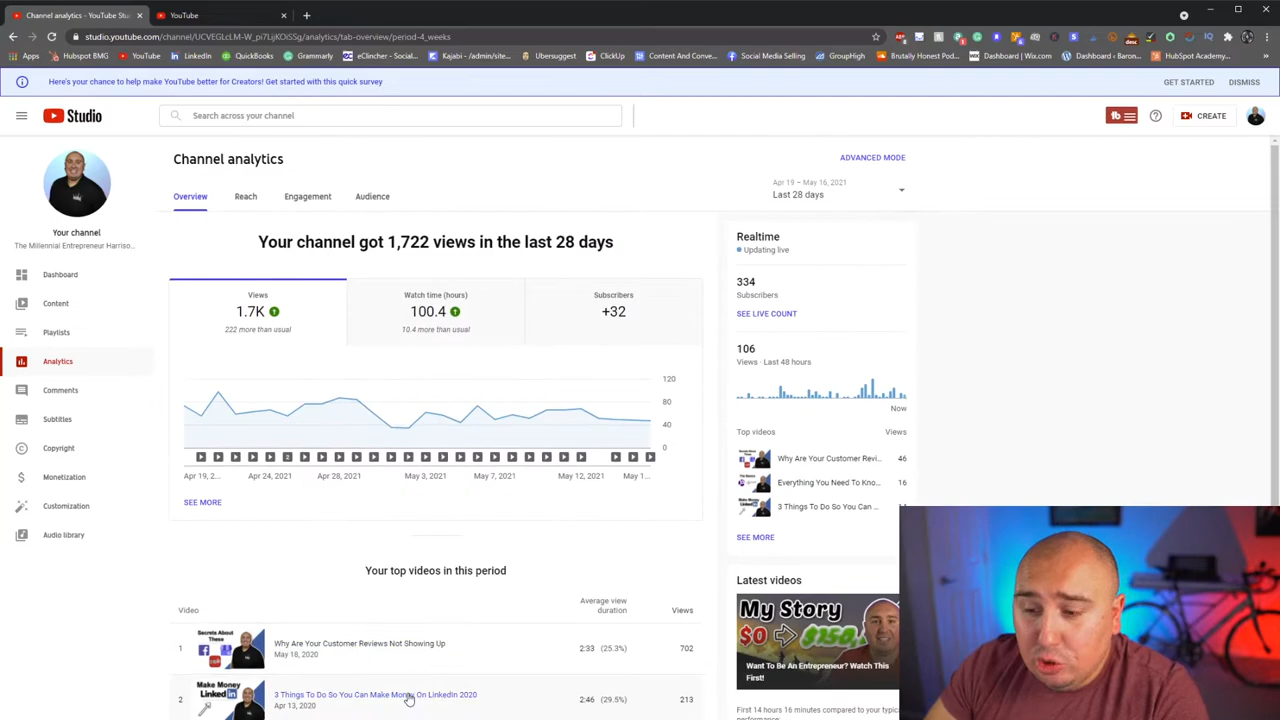 Channel analytics - YouTube Stu
YouTube
studio.youtube.com/channel/UCVEGLcLM-W_pi7LijKOiSSg/analytics/tab-overview/period-4_weeks
Apps
HubSpot BMG
YouTube
LinkedIn
QuickBooks
Grammarly
eClincher - Social...
Kajabi - /admin/site...
Ubersuggest
ClickUp
Content And Conve...
Social Media Selling
GroupHigh
Brutally Honest Pod...
Dashboard | Wix.com
Dashboard ‹ Baron...
HubSpot Academy...
Here's your chance to help make YouTube better for Creators! Get started with this quick survey
GET STARTED
DISMISS
Studio
Search across your channel
CREATE
Channel analytics
ADVANCED MODE
Overview
Reach
Engagement
Audience
Apr 19 – May 16, 2021
Last 28 days
Your channel
The Millennial Entrepreneur Harriso...
Dashboard
Content
Playlists
Analytics
Comments
Subtitles
Copyright
Monetization
Customization
Audio library
Your channel got 1,722 views in the last 28 days
Views
1.7K
222 more than usual
Watch time (hours)
100.4
10.4 more than usual
Subscribers
+32
120
80
40
0
2
Apr 19, 2...
Apr 24, 2021
Apr 28, 2021
May 3, 2021
May 7, 2021
May 12, 2021
May 1...
SEE MORE
Your top videos in this period
Video
Average view
duration
Views
1
Secrets About
These
Why Are Your Customer Reviews Not Showing Up
May 18, 2020
2:33 (25.3%)
702
2
Make Money
Linkedin
3 Things To Do So You Can Make Money On LinkedIn 2020
Apr 13, 2020
2:46 (29.5%)
213
Realtime
Updating live
334
Subscribers
SEE LIVE COUNT
106
Views · Last 48 hours
Now
Top videos
Views
Why Are Your Customer Revi...
46
Everything You Need To Kno...
16
3 Things To Do So You Can ...
SEE MORE
Latest videos
My Story
$0
Want To Be An Entrepreneur? Watch This
First!
First 14 hours 16 minutes compared to your typical
performance: